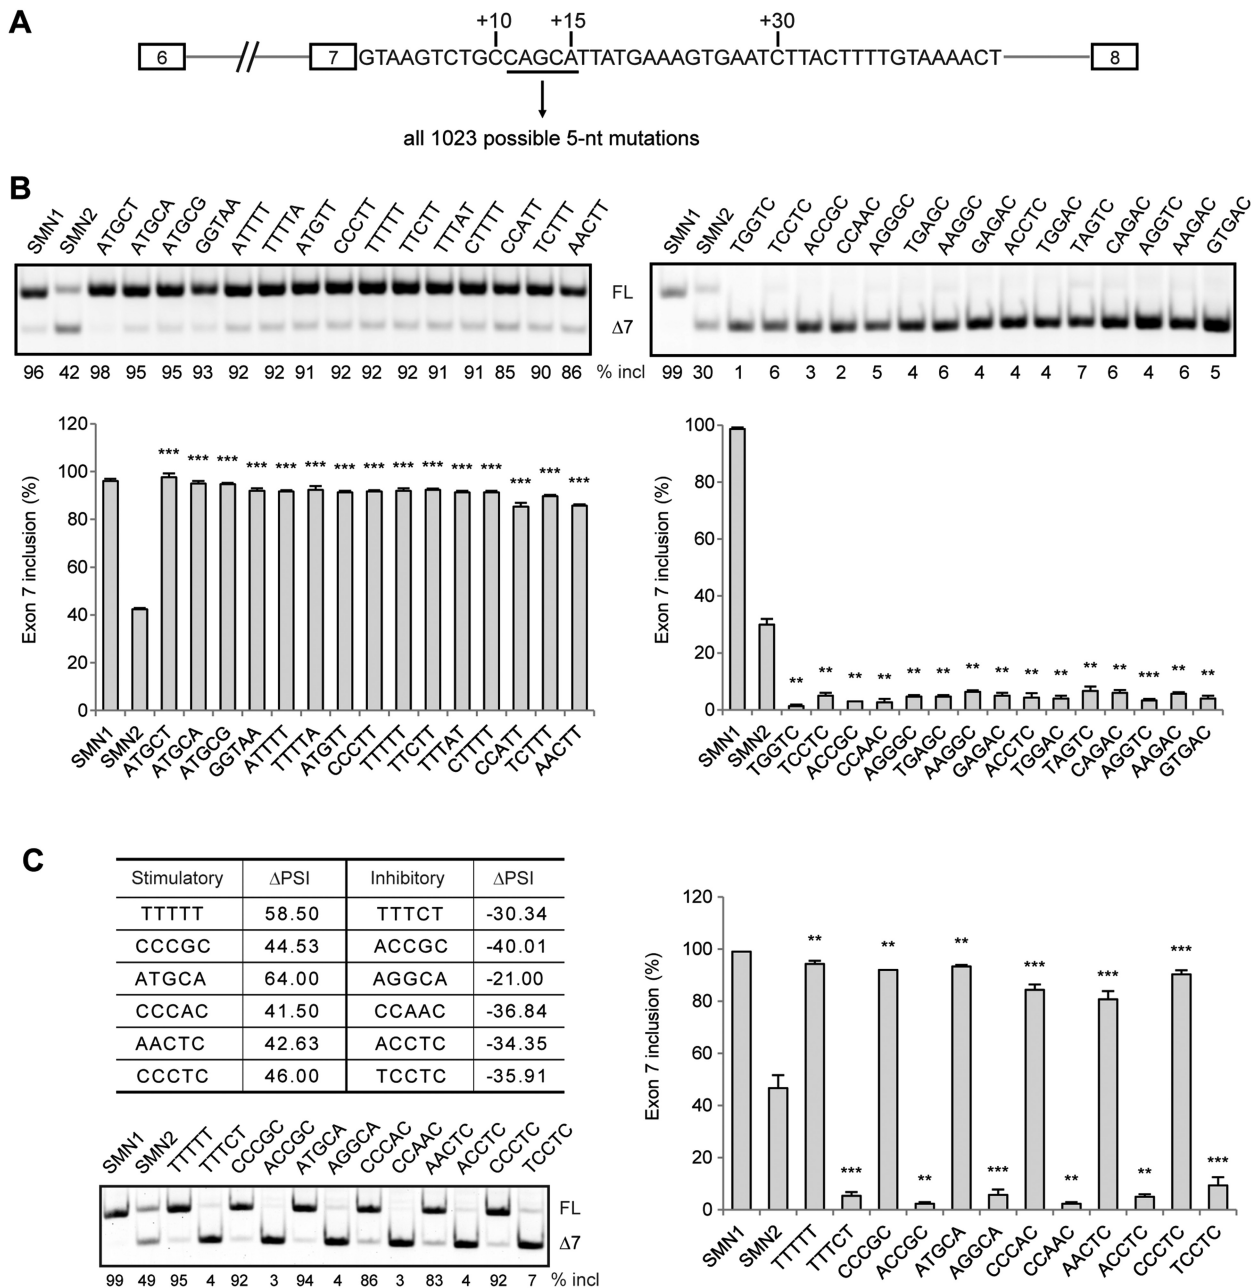 A
+10 +15 +30
6 7 GTAAGTCTGCCAGCATTATGAAAGTGAATCTTACTTTTGTAAAACT 8
all 1023 possible 5-nt mutations
B
SMN1 SMN2 ATGCT ATGCA ATGCG GGTAA ATTTT TTTTA ATGTT CCCTT TTTTT TTCTT TTTAT CTTTT CCATT TCTTT AACTT
FL
Δ7
96 42 98 95 95 93 92 92 91 92 92 92 91 91 85 90 86 % incl
SMN1 SMN2 TGGTC TCCTC ACCGC CCAAC AGGGC TGAGC AAGGC GAGAC ACCTC TGGAC TAGTC CAGAC AGGTC AAGAC GTGAC
99 30 1 6 3 2 5 4 6 4 4 4 7 6 4 6 5
Exon 7 inclusion (%)
120
100
80
60
40
20
0
*** *** *** *** *** *** *** *** *** *** *** *** *** *** ***
SMN1 SMN2 ATGCT ATGCA ATGCG GGTAA ATTTT TTTTA ATGTT CCCTT TTTTT TTCTT TTTAT CTTTT CCATT TCTTT AACTT
Exon 7 inclusion (%)
100
80
60
40
20
0
** ** ** ** ** ** ** ** ** ** ** ** *** ** **
SMN1 SMN2 TGGTC TCCTC ACCGC CCAAC AGGGC TGAGC AAGGC GAGAC ACCTC TGGAC TAGTC CAGAC AGGTC AAGAC GTGAC
C
Stimulatory ΔPSI Inhibitory ΔPSI
TTTTT 58.50 TTTCT -30.34
CCCGC 44.53 ACCGC -40.01
ATGCA 64.00 AGGCA -21.00
CCCAC 41.50 CCAAC -36.84
AACTC 42.63 ACCTC -34.35
CCCTC 46.00 TCCTC -35.91
SMN1 SMN2 TTTTT TTTCT CCCGC ACCGC ATGCA AGGCA CCCAC CCAAC AACTC ACCTC CCCTC TCCTC
FL
Δ7
99 49 95 4 92 3 94 4 86 3 83 4 92 7 % incl
Exon 7 inclusion (%)
120
100
80
60
40
20
0
** *** ** ** ** *** *** ** *** ** *** ***
SMN1 SMN2 TTTTT TTTCT CCCGC ACCGC ATGCA AGGCA CCCAC CCAAC AACTC ACCTC CCCTC TCCTC